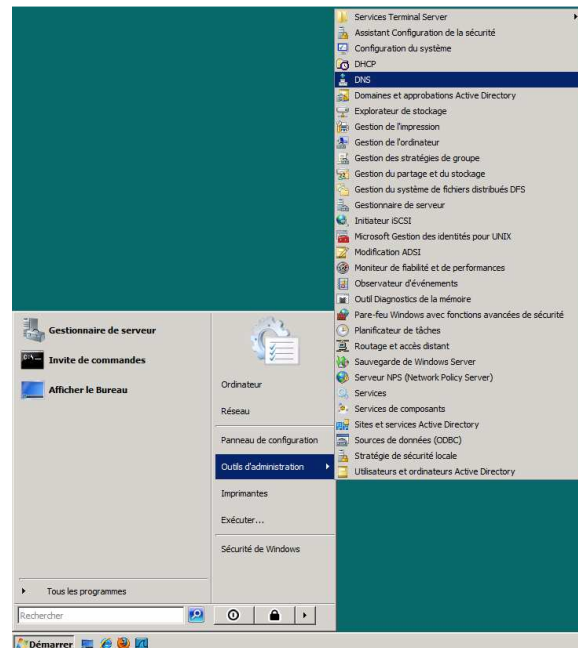 Services Terminal Server
Assistant Configuration de la sécurité
Configuration du système
DHCP
DNS
Domaines et approbations Active Directory
Explorateur de stockage
Gestion de l'impression
Gestion de l'ordinateur
Gestion des stratégies de groupe
Gestion du partage et du stockage
Gestion du système de fichiers distribués DFS
Gestionnaire de serveur
Initiateur iSCSI
Microsoft Gestion des identités pour UNIX
Modification ADSI
Moniteur de fiabilité et de performances
Observateur d'événements
Outil Diagnostics de la mémoire
Pare-feu Windows avec fonctions avancées de sécurité
Planificateur de tâches
Routage et accès distant
Sauvegarde de Windows Server
Serveur NPS (Network Policy Server)
Services
Services de composants
Sites et services Active Directory
Sources de données (ODBC)
Stratégie de sécurité locale
Utilisateurs et ordinateurs Active Directory
Gestionnaire de serveur
Invite de commandes
Afficher le Bureau
Ordinateur
Réseau
Panneau de configuration
Outils d'administration
Imprimantes
Exécuter...
Sécurité de Windows
Tous les programmes
Rechercher
Démarrer